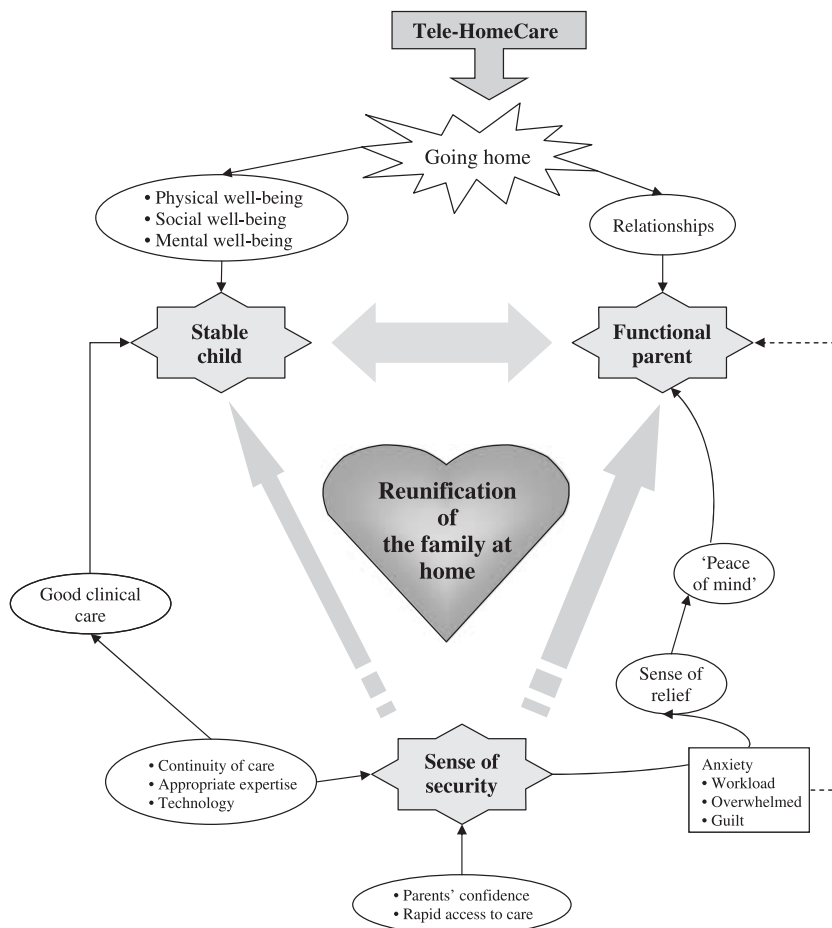 Tele-HomeCare
Going home
• Physical well-being
• Social well-being
• Mental well-being
Relationships
Stable
child
Functional
parent
Reunification
of
the family at
home
Good clinical
care
‘Peace
of mind’
Sense of
relief
• Continuity of care
• Appropriate expertise
• Technology
Sense of
security
Anxiety
• Workload
• Overwhelmed
• Guilt
• Parents’ confidence
• Rapid access to care